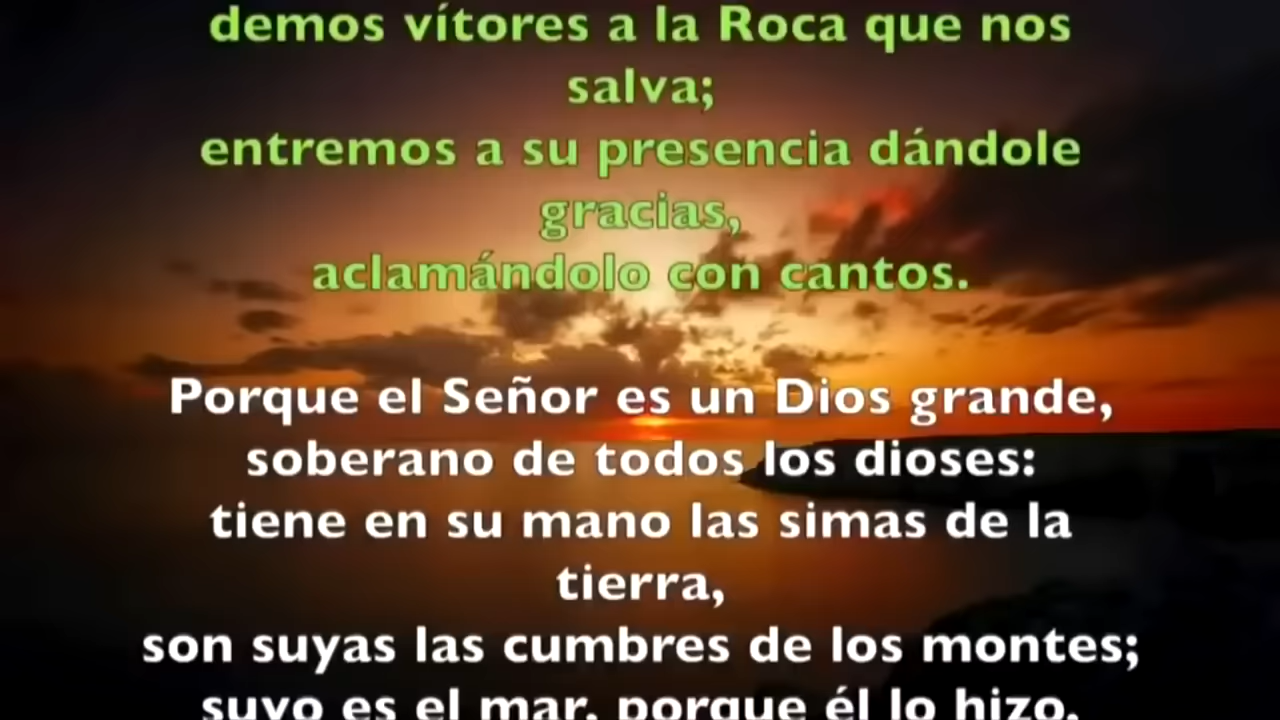 demos vítores a la Roca que nos
salva;
entremos a su presencia dándole
gracias,
aclamándolo con cantos.
Porque el Señor es un Dios grande,
soberano de todos los dioses:
tiene en su mano las simas de la
tierra,
son suyas las cumbres de los montes;
suyo es el mar, porque él lo hizo,